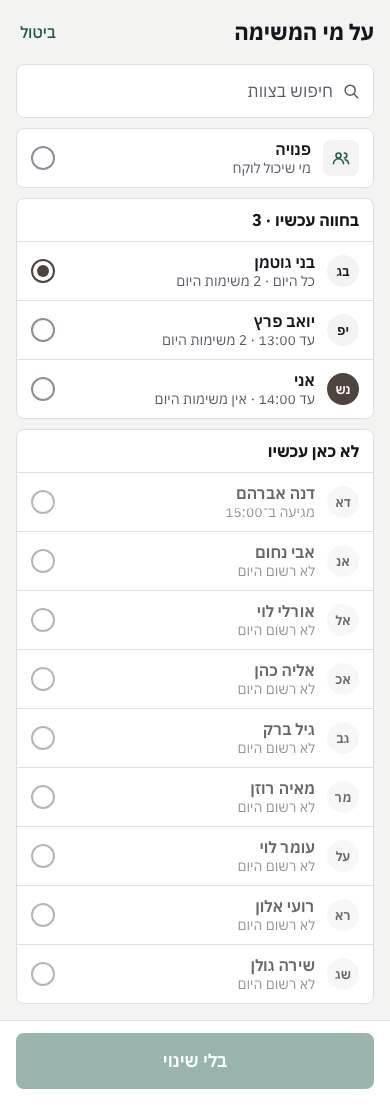 על מי המשימה
ביטול
חיפוש בצוות
פנויה
מי שיכול לוקח
בחווה עכשיו · 3
בג
בני גוטמן
כל היום · 2 משימות היום
יפ
יואב פרץ
עד 13:00 · 2 משימות היום
נש
אני
עד 14:00 · אין משימות היום
לא כאן עכשיו
דא
דנה אברהם
מגיעה ב־15:00
אנ
אבי נחום
לא רשום היום
אל
אורלי לוי
לא רשום היום
אכ
אליה כהן
לא רשום היום
גב
גיל ברק
לא רשום היום
מר
מאיה רוזן
לא רשום היום
על
עומר לוי
לא רשום היום
רא
רועי אלון
לא רשום היום
שג
שירה גולן
לא רשום היום
בלי שינוי